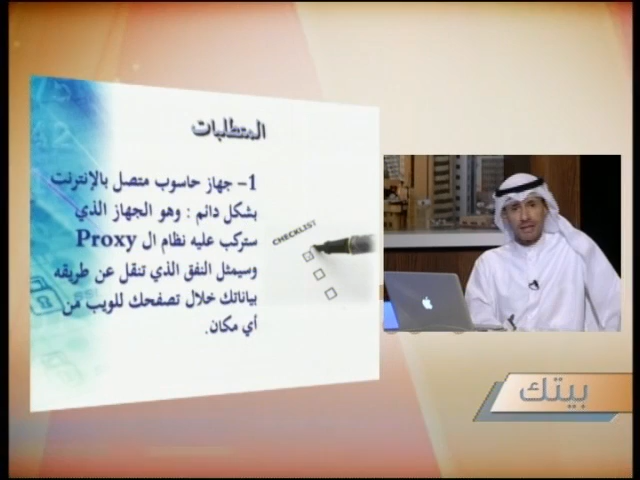 المتطلبات
1- جهاز حاسوب متصل بالإنترنت
بشكل دائم : وهو الجهاز الذي
ستركب عليه نظام ال Proxy
وسيمثل النفق الذي تنقل عن طريقه
بياناتك خلال تصفحك للويب من
أي مكان.
CHECKLIST
بيتك